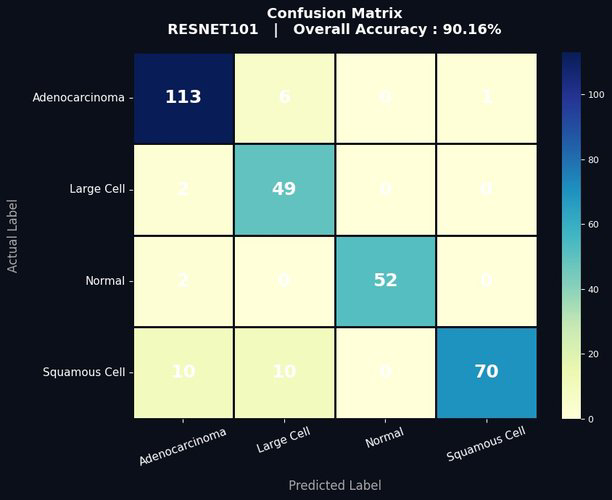 Confusion Matrix
RESNET101 | Overall Accuracy : 90.16%
Adenocarcinoma 113 6 0 1
Large Cell 2 49 0 0
Normal 2 0 52 0
Squamous Cell 10 10 0 70
Adenocarcinoma Large Cell Normal Squamous Cell
Predicted Label
Actual Label
100
80
60
40
20
0